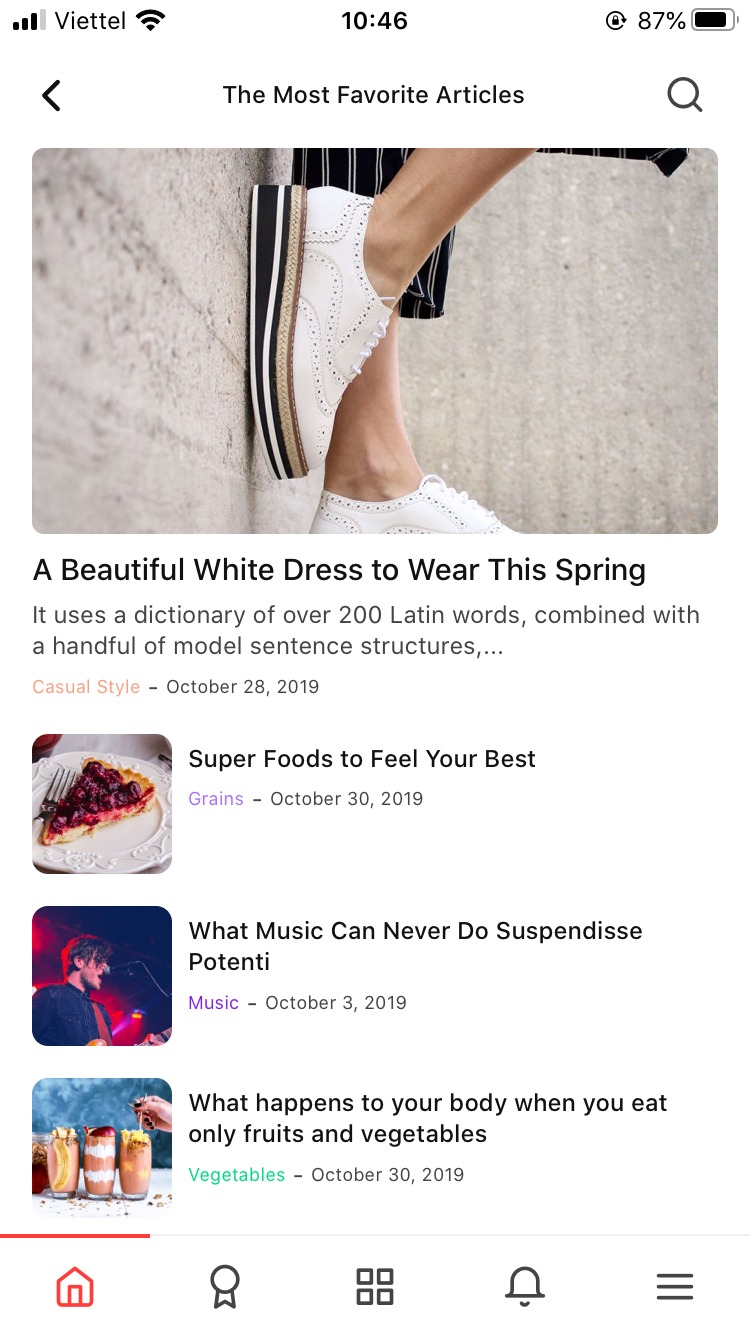 Viettel 10:46 87%
The Most Favorite Articles
A Beautiful White Dress to Wear This Spring
It uses a dictionary of over 200 Latin words, combined with
a handful of model sentence structures,...
Casual Style – October 28, 2019
Super Foods to Feel Your Best
Grains – October 30, 2019
What Music Can Never Do Suspendisse
Potenti
Music – October 3, 2019
What happens to your body when you eat
only fruits and vegetables
Vegetables – October 30, 2019